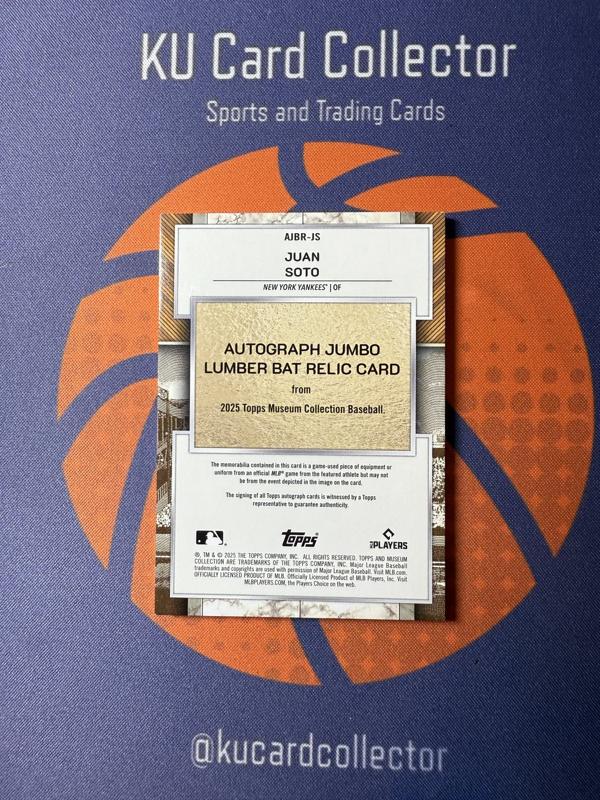 KU Card Collector
Sports and Trading Cards
AJBR-JS
JUAN
SOTO
NEW YORK YANKEES® | OF
AUTOGRAPH JUMBO
LUMBER BAT RELIC CARD
from
2025 Topps Museum Collection Baseball.
The memorabilia contained in this card is a game-used piece of equipment or
uniform from an official MLB® game from the featured athlete but may not
be from the event depicted in the image on the card.
The signing of all Topps autograph cards is witnessed by a Topps
representative to guarantee authenticity.
Topps
MLB PLAYERS
®, TM & © 2025 THE TOPPS COMPANY, INC. ALL RIGHTS RESERVED. TOPPS AND MUSEUM
COLLECTION ARE TRADEMARKS OF THE TOPPS COMPANY, INC. Major League Baseball
trademarks and copyrights are used with permission of Major League Baseball. Visit MLB.com.
OFFICIALLY LICENSED PRODUCT OF MLB. Officially Licensed Product of MLB Players, Inc. Visit
MLBPLAYERS.COM, the Players Choice on the web.
@kucardcollector